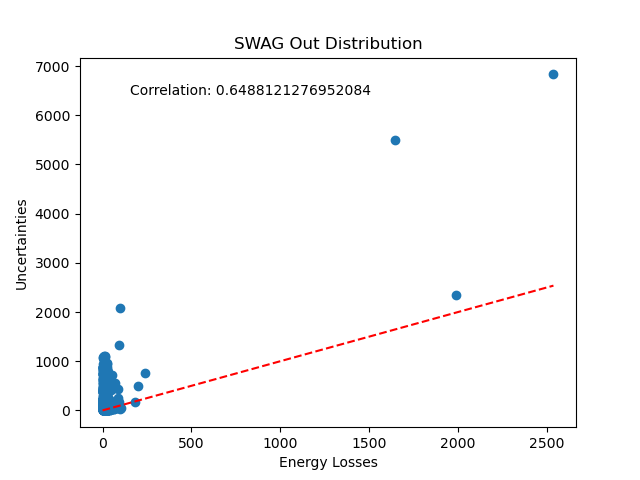 SWAG Out Distribution
Correlation: 0.6488121276952084
7000
6000
5000
4000
3000
2000
1000
0
Uncertainties
0 500 1000 1500 2000 2500
Energy Losses